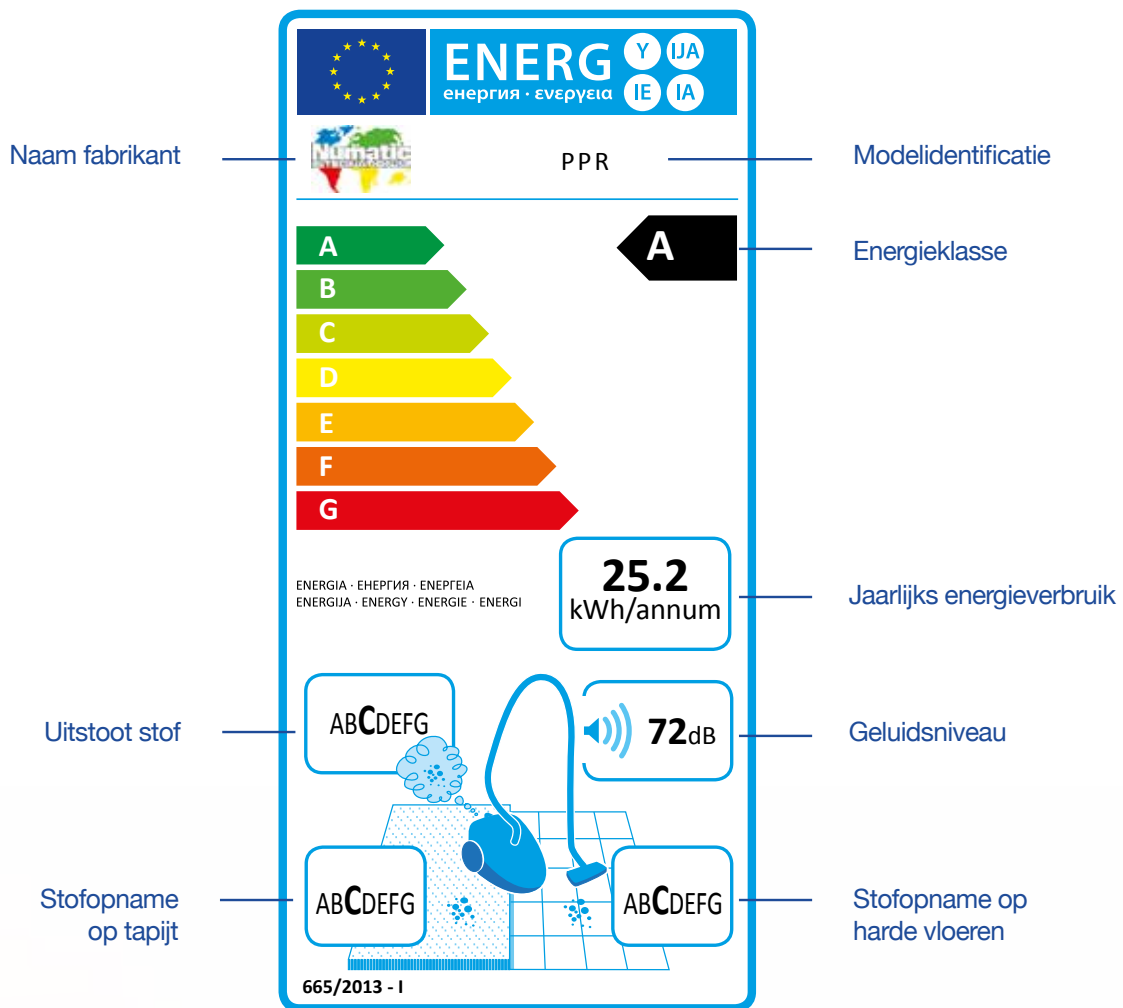 ENERG Y IJA
енергия · ενεργεια IE IA
Naam fabrikant
Numatic
PPR
Modelidentificatie
A
A
Energieklasse
B
C
D
E
F
G
25.2
kWh/annum
Jaarlijks energieverbruik
ENERGIA · ЕНЕРГИЯ · ΕΝΕΡΓΕΙΑ
ENERGIJA · ENERGY · ENERGIE · ENERGI
Uitstoot stof
ABCDEFG
72dB
Geluidsniveau
Stofopname
op tapijt
ABCDEFG
ABCDEFG
Stofopname op
harde vloeren
665/2013 - I